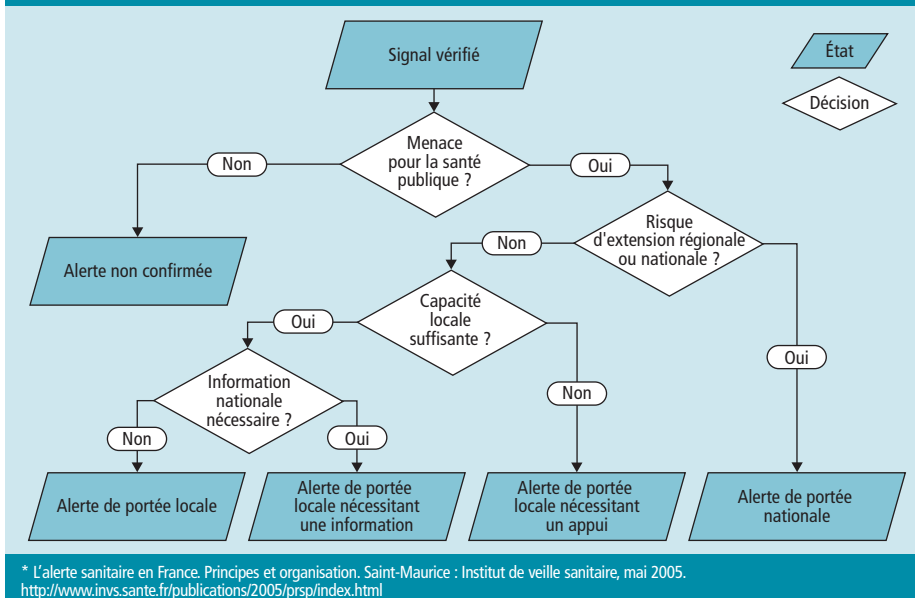 Signal vérifié
État
Décision
Menace
pour la santé
publique ?
Non
Oui
Alerte non confirmée
Risque
d'extension régionale
ou nationale ?
Non
Capacité
locale
suffisante ?
Oui
Oui
Information
nationale
nécessaire ?
Non
Non
Oui
Alerte de portée locale
Alerte de portée
locale nécessitant
une information
Alerte de portée
locale nécessitant
un appui
Alerte de portée
nationale
* L'alerte sanitaire en France. Principes et organisation. Saint-Maurice : Institut de veille sanitaire, mai 2005.
http://www.invs.sante.fr/publications/2005/prsp/index.html